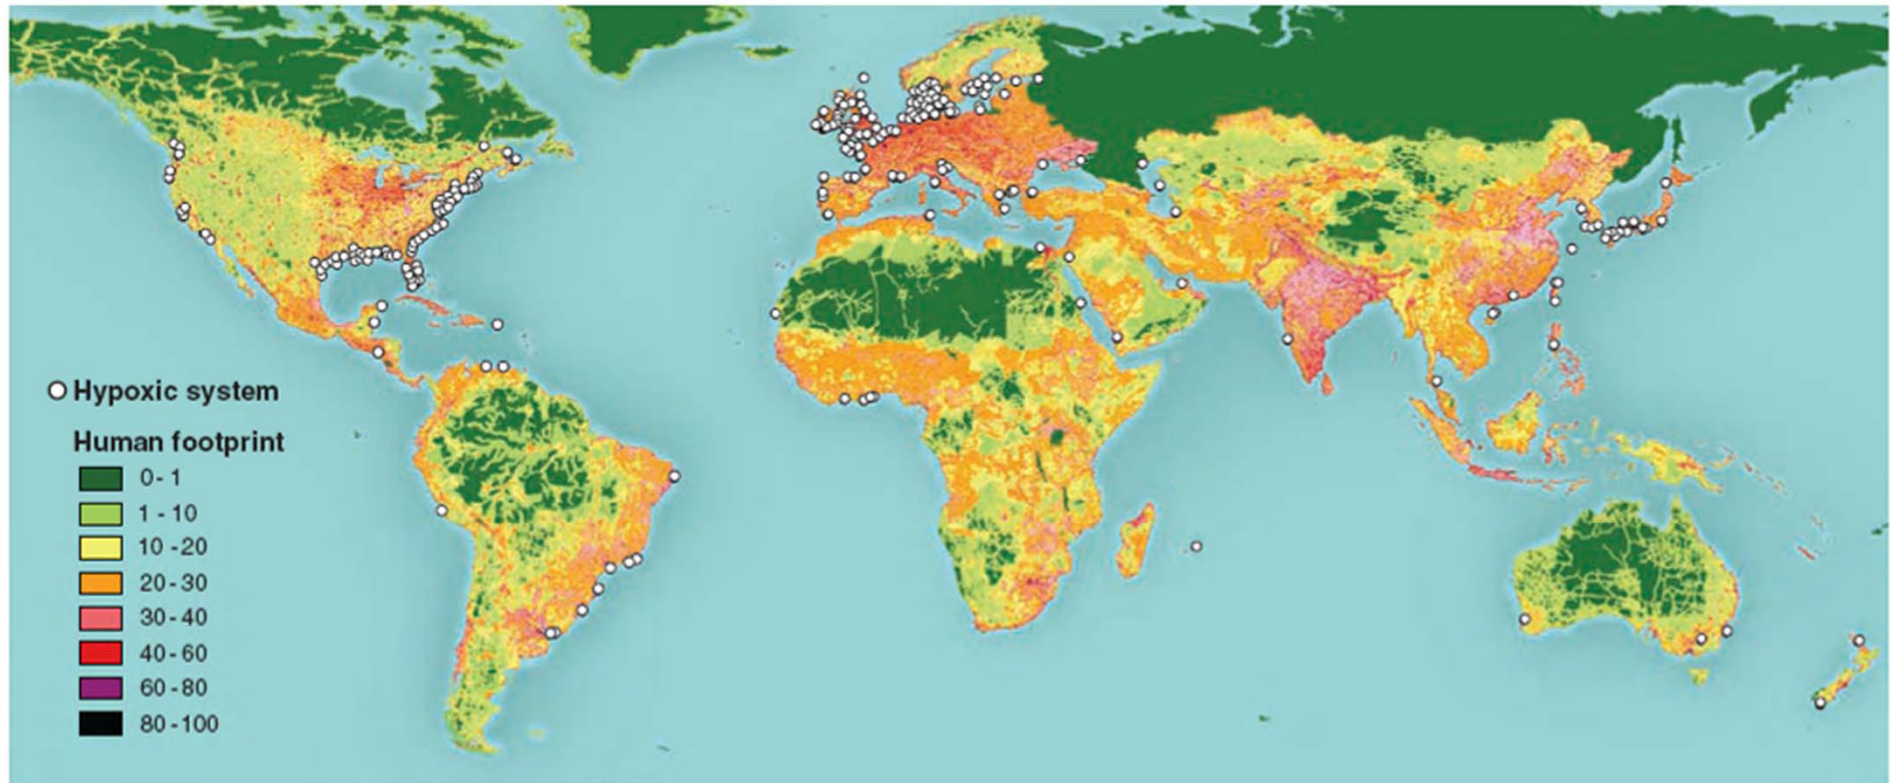 Hypoxic system
Human footprint
0 - 1
1 - 10
10 - 20
20 - 30
30 - 40
40 - 60
60 - 80
80 - 100